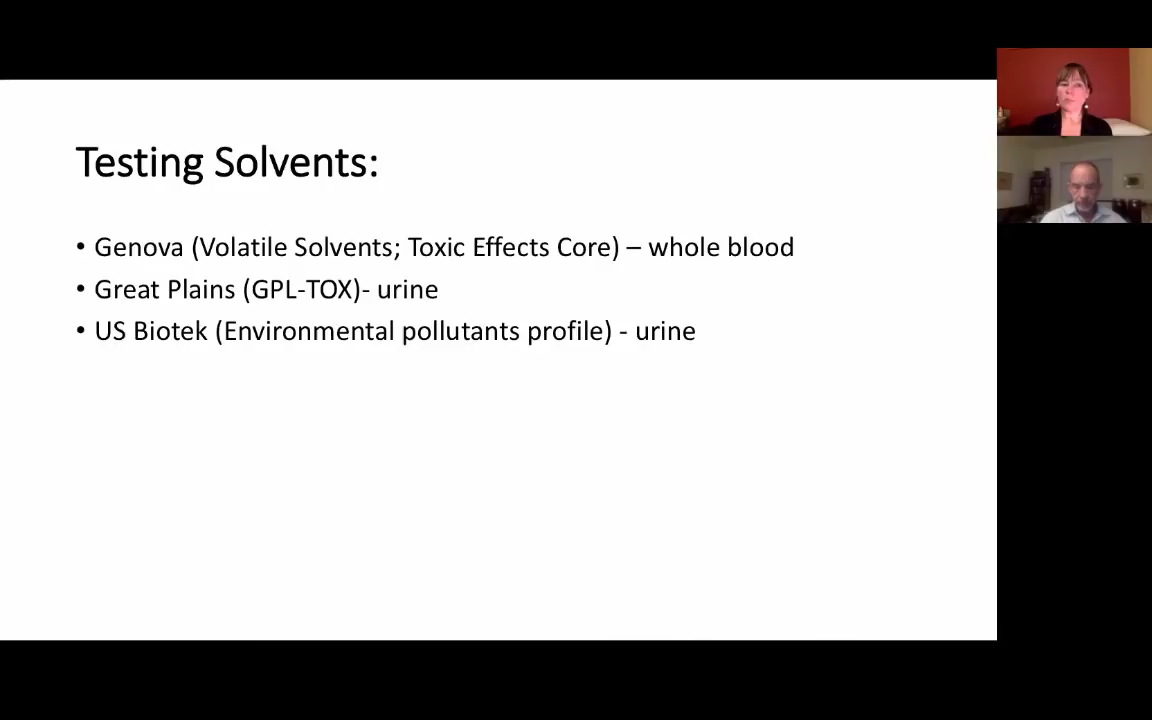 Testing Solvents:
• Genova (Volatile Solvents; Toxic Effects Core) – whole blood
• Great Plains (GPL-TOX)- urine
• US Biotek (Environmental pollutants profile) - urine